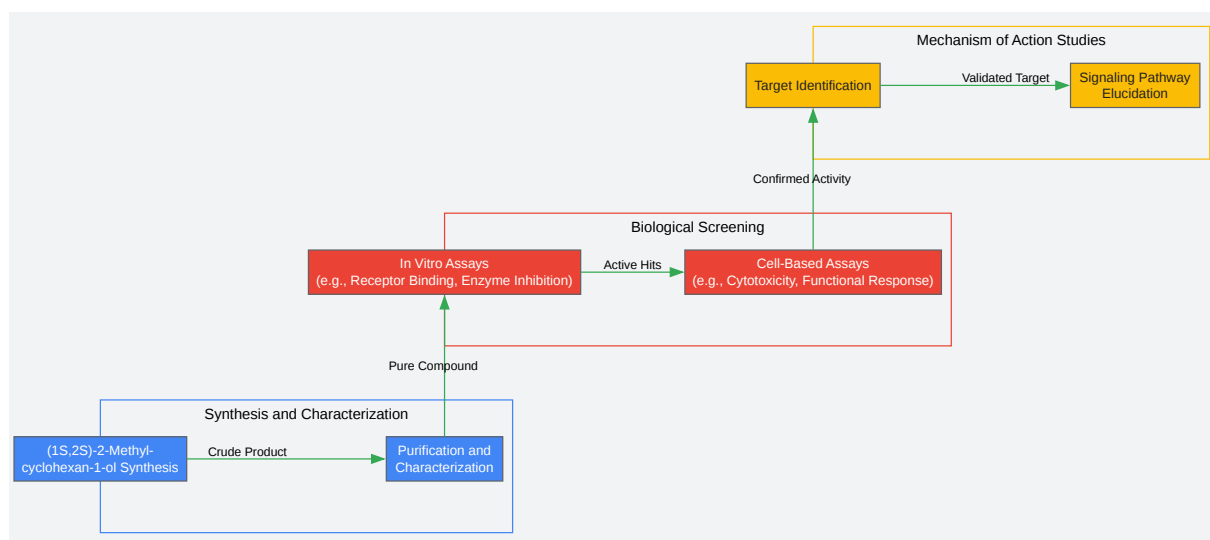 Mechanism of Action Studies
Target Identification
Validated Target
Signaling Pathway
Elucidation
Confirmed Activity
Biological Screening
In Vitro Assays
(e.g., Receptor Binding, Enzyme Inhibition)
Active Hits
Cell-Based Assays
(e.g., Cytotoxicity, Functional Response)
Pure Compound
Synthesis and Characterization
(1S,2S)-2-Methyl-
cyclohexan-1-ol Synthesis
Crude Product
Purification and
Characterization